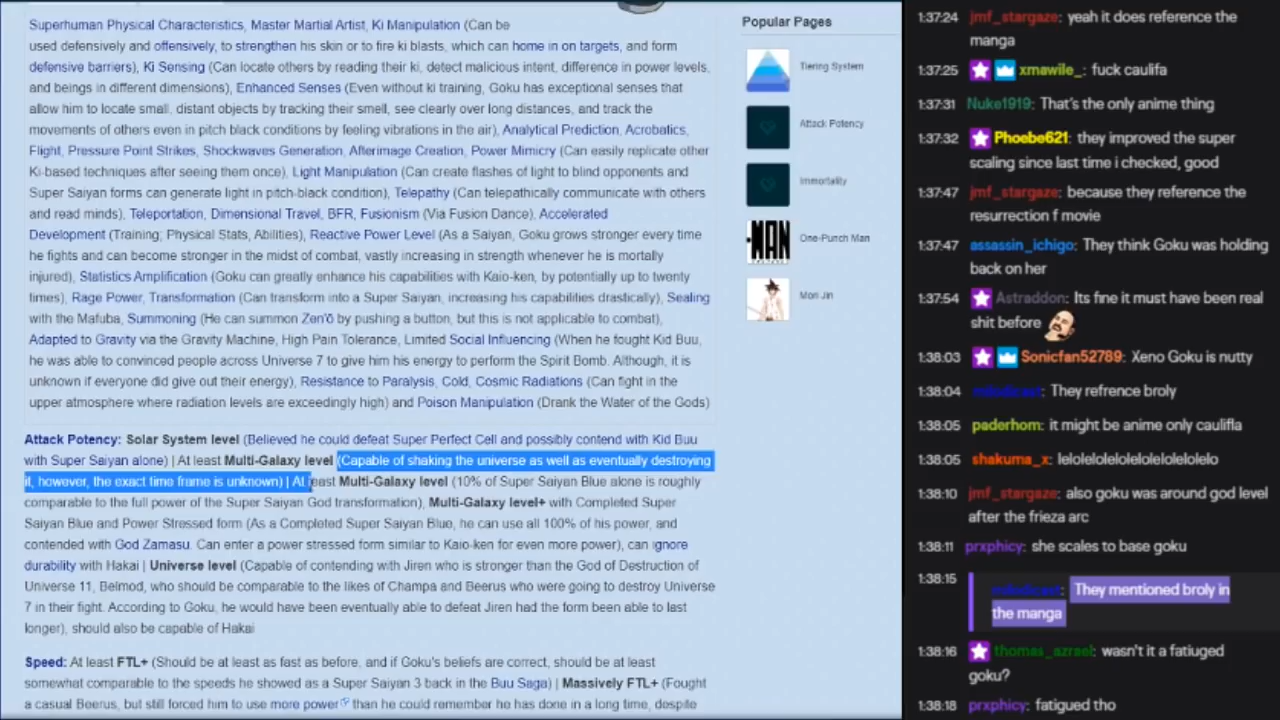 Superhuman Physical Characteristics, Master Martial Artist, Ki Manipulation (Can be
used defensively and offensively, to strengthen his skin or to fire ki blasts, which can home in on targets, and form
defensive barriers), Ki Sensing (Can locate others by reading their ki, detect malicious intent, difference in power levels,
and beings in different dimensions), Enhanced Senses (Even without ki training, Goku has exceptional senses that
allow him to locate small, distant objects by tracking their smell, see clearly over long distances, and track the
movements of others even in pitch black conditions by feeling vibrations in the air), Analytical Prediction, Acrobatics,
Flight, Pressure Point Strikes, Shockwaves Generation, Afterimage Creation, Power Mimicry (Can easily replicate other
Ki-based techniques after seeing them once), Light Manipulation (Can create flashes of light to blind opponents and
Super Saiyan forms can generate light in pitch-black condition), Telepathy (Can telepathically communicate with others
and read minds), Teleportation, Dimensional Travel, BFR, Fusionism (Via Fusion Dance), Accelerated
Development (Training; Physical Stats, Abilities), Reactive Power Level (As a Saiyan, Goku grows stronger every time
he fights and can become stronger in the midst of combat, vastly increasing in strength whenever he is mortally
injured), Statistics Amplification (Goku can greatly enhance his capabilities with Kaio-ken, by potentially up to twenty
times), Rage Power, Transformation (Can transform into a Super Saiyan, increasing his capabilities drastically), Sealing
with the Mafuba, Summoning (He can summon Zen'ō by pushing a button, but this is not applicable to combat),
Adapted to Gravity via the Gravity Machine, High Pain Tolerance, Limited Social Influencing (When he fought Kid Buu,
he was able to convinced people across Universe 7 to give him his energy to perform the Spirit Bomb. Although, it is
unknown if everyone did give out their energy), Resistance to Paralysis, Cold, Cosmic Radiations (Can fight in the
upper atmosphere where radiation levels are exceedingly high) and Poison Manipulation (Drank the Water of the Gods)
Attack Potency: Solar System level (Believed he could defeat Super Perfect Cell and possibly contend with Kid Buu
with Super Saiyan alone) | At least Multi-Galaxy level (Capable of shaking the universe as well as eventually destroying
it, however, the exact time frame is unknown) | At least Multi-Galaxy level (10% of Super Saiyan Blue alone is roughly
comparable to the full power of the Super Saiyan God transformation), Multi-Galaxy level+ with Completed Super
Saiyan Blue and Power Stressed form (As a Completed Super Saiyan Blue, he can use all 100% of his power, and
contended with God Zamasu. Can enter a power stressed form similar to Kaio-ken for even more power), can ignore
durability with Hakai | Universe level (Capable of contending with Jiren who is stronger than the God of Destruction of
Universe 11, Belmod, who should be comparable to the likes of Champa and Beerus who were going to destroy Universe
7 in their fight. According to Goku, he would have been eventually able to defeat Jiren had the form been able to last
longer), should also be capable of Hakai
Speed: At least FTL+ (Should be at least as fast as before, and if Goku's beliefs are correct, should be at least
somewhat comparable to the speeds he showed as a Super Saiyan 3 back in the Buu Saga) | Massively FTL+ (Fought
a casual Beerus, but still forced him to use more power than he could remember he has done in a long time, despite
Popular Pages
Tiering System
Attack Potency
Immortality
-MAN
One-Punch Man
Mori Jin
1:37:24 jmf_stargaze: yeah it does reference the
manga
1:37:25 xmawile_: fuck caulifa
1:37:31 Nuke1919: That's the only anime thing
1:37:32 Phoebe621: they improved the super
scaling since last time i checked, good
1:37:47 jmf_stargaze: because they reference the
resurrection f movie
1:37:47 assassin_ichigo: They think Goku was holding
back on her
1:37:54 Astraddon: Its fine it must have been real
shit before
1:38:03 Sonicfan52789: Xeno Goku is nutty
1:38:04 They refrence broly
1:38:05 paderhom: it might be anime only caulifla
1:38:05 shakuma_x: lelolelolelolelolelolelo
1:38:10 jmf_stargaze: also goku was around god level
after the frieza arc
1:38:11 prxphicy: she scales to base goku
1:38:15 They mentioned broly in
the manga
1:38:16 thomas_azrael: wasn't it a fatiuged
goku?
1:38:18 prxphicy: fatigued tho